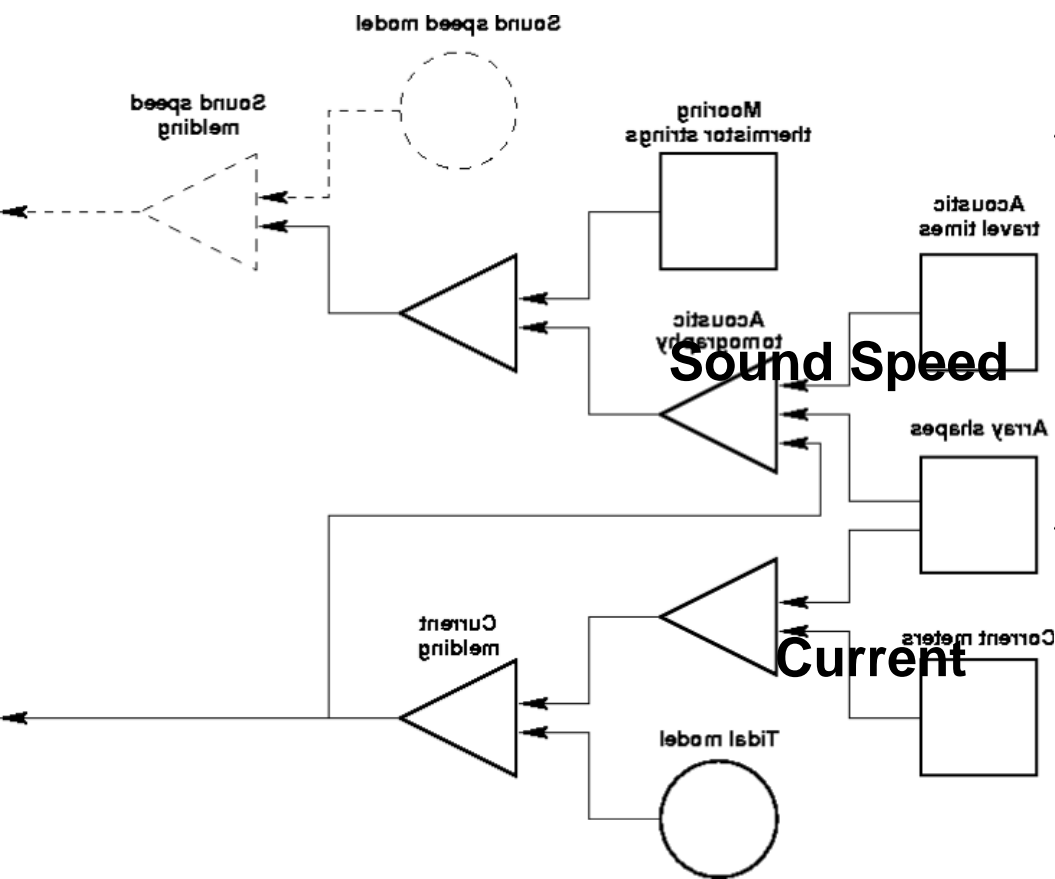 Sound speed model
Sound speed
melding
Mooring
thermistor strings
Acoustic
travel times
Acoustic
tomography
Sound Speed
Array shapes
Current
melding
Current meters
Current
Tidal model